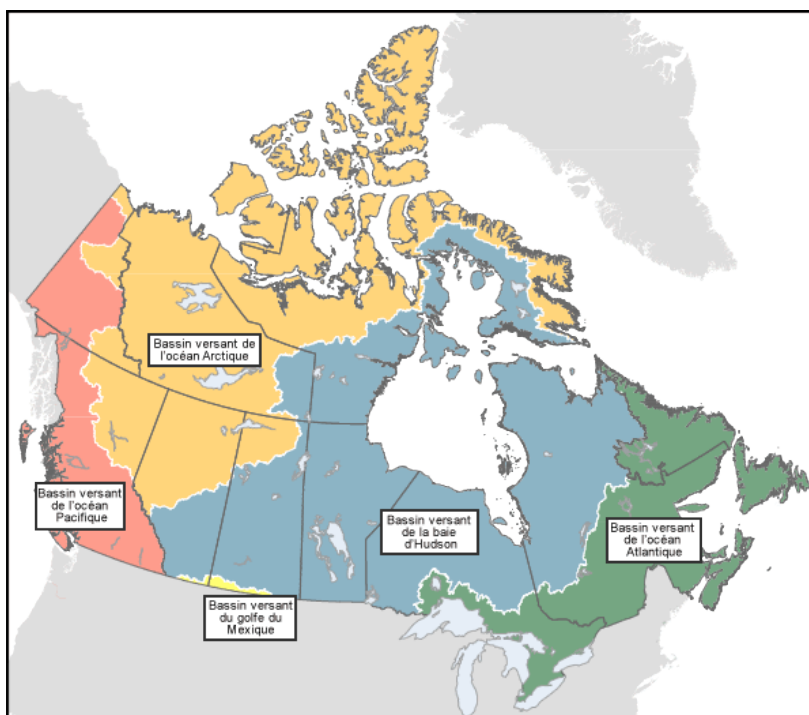 Bassin versant de
l'océan Arctique
Bassin versant
de l'océan
Pacifique
Bassin versant
de la baie
d'Hudson
Bassin versant
de l'océan
Atlantique
Bassin versant
du golfe du
Mexique